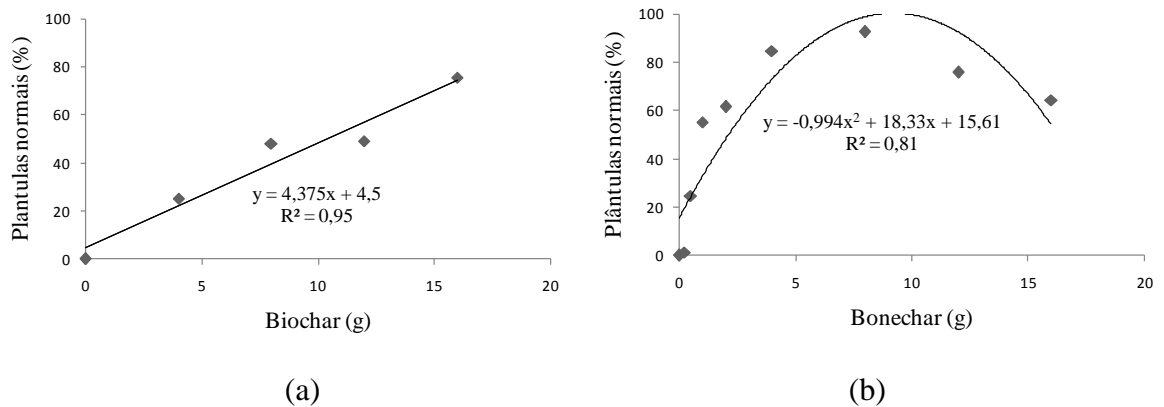 100
80
60
40
20
0
Plantulas normais (%)
y = 4,375x + 4,5
R² = 0,95
0 5 10 15 20
Biochar (g)
(a)
100
80
60
40
20
0
Plântulas normais (%)
y = -0,994x² + 18,33x + 15,61
R² = 0,81
0 5 10 15 20
Bonechar (g)
(b)